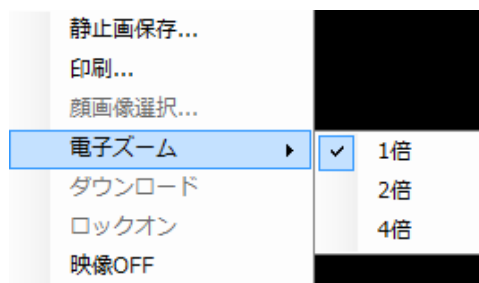 静止画保存...
印刷...
顔画像選択...
電子ズーム
ダウンロード
ロックオン
映像OFF
1倍
2倍
4倍